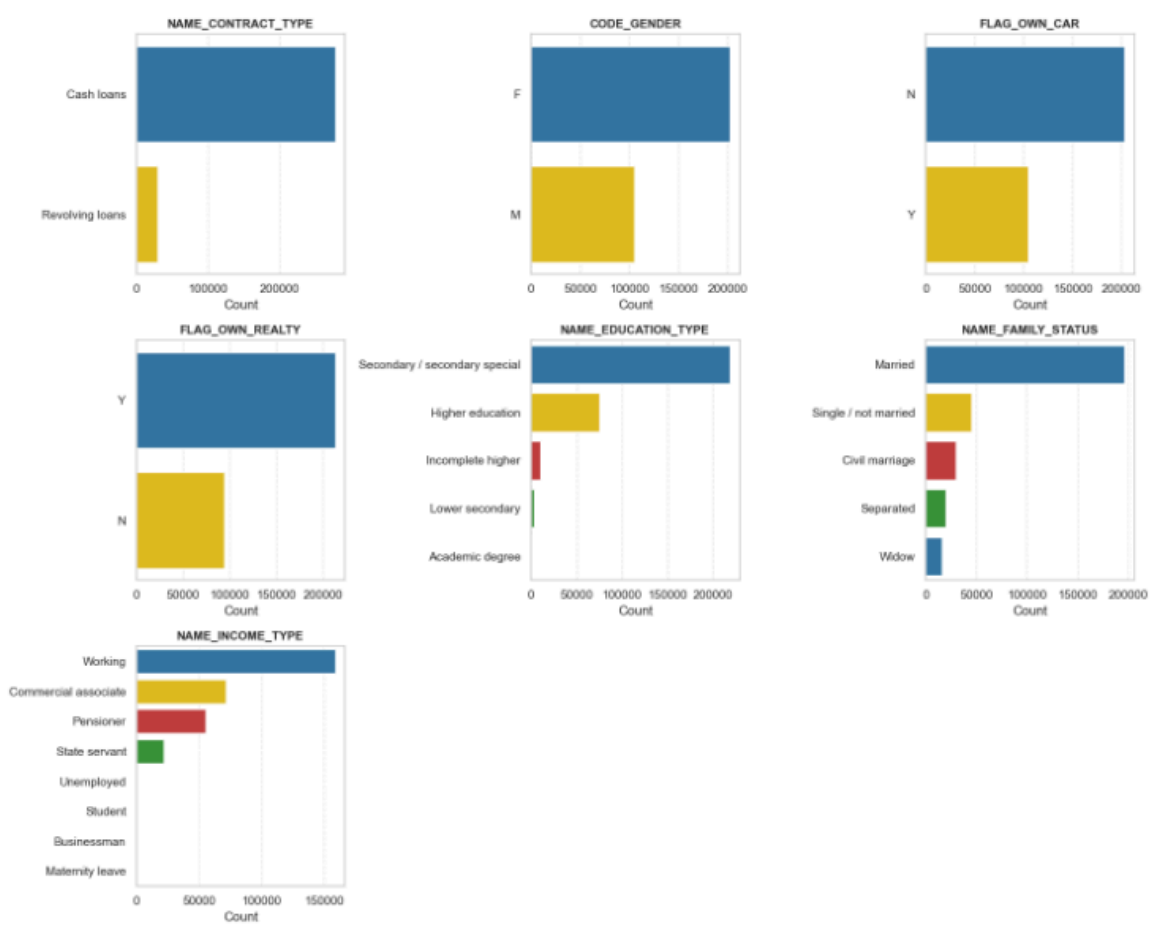 NAME_CONTRACT_TYPE
Cash loans
Revolving loans
0 100000 200000
Count
CODE_GENDER
F
M
0 50000 100000 150000 200000
Count
FLAG_OWN_CAR
N
Y
0 50000 100000 150000 200000
Count
FLAG_OWN_REALTY
Y
N
0 50000 100000 150000 200000
Count
NAME_EDUCATION_TYPE
Secondary / secondary special
Higher education
Incomplete higher
Lower secondary
Academic degree
0 50000 100000 150000 200000
Count
NAME_FAMILY_STATUS
Married
Single / not married
Civil marriage
Separated
Widow
0 50000 100000 150000 200000
Count
NAME_INCOME_TYPE
Working
Commercial associate
Pensioner
State servant
Unemployed
Student
Businessman
Maternity leave
0 50000 100000 150000
Count